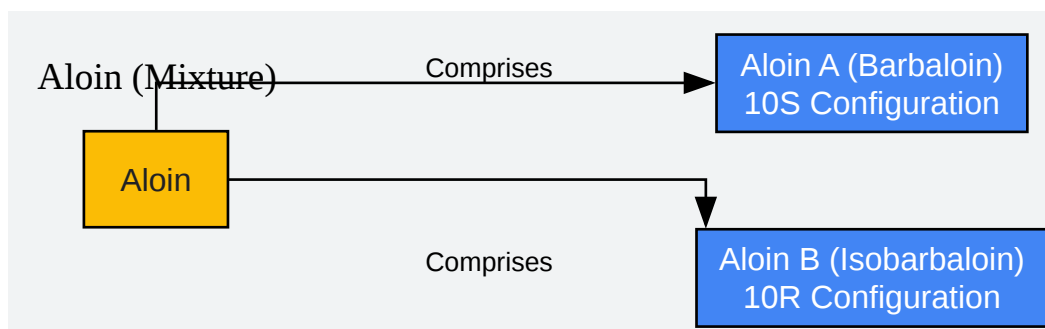 Aloin (Mixture)
Comprises
Aloin A (Barbaloin)
10S Configuration
Aloin
Comprises
Aloin B (Isobarbaloin)
10R Configuration